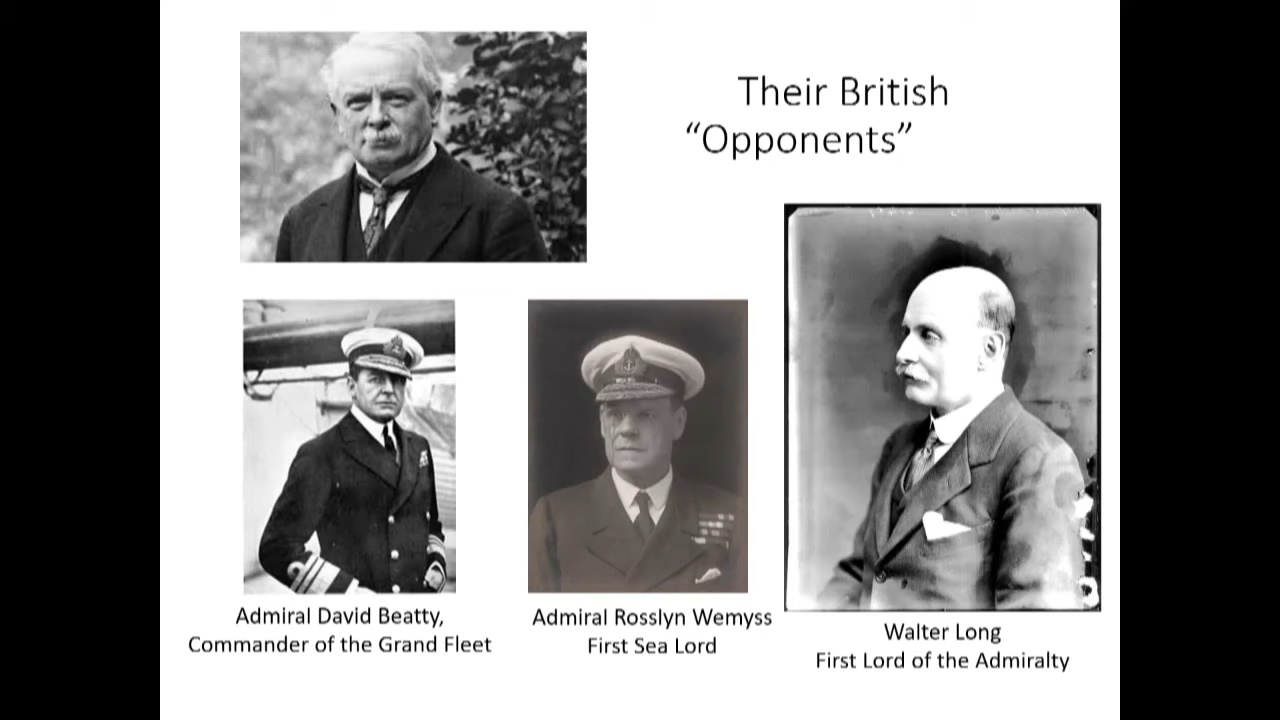 Their British
“Opponents”
Admiral David Beatty,
Commander of the Grand Fleet
Admiral Rosslyn Wemyss
First Sea Lord
Walter Long
First Lord of the Admiralty